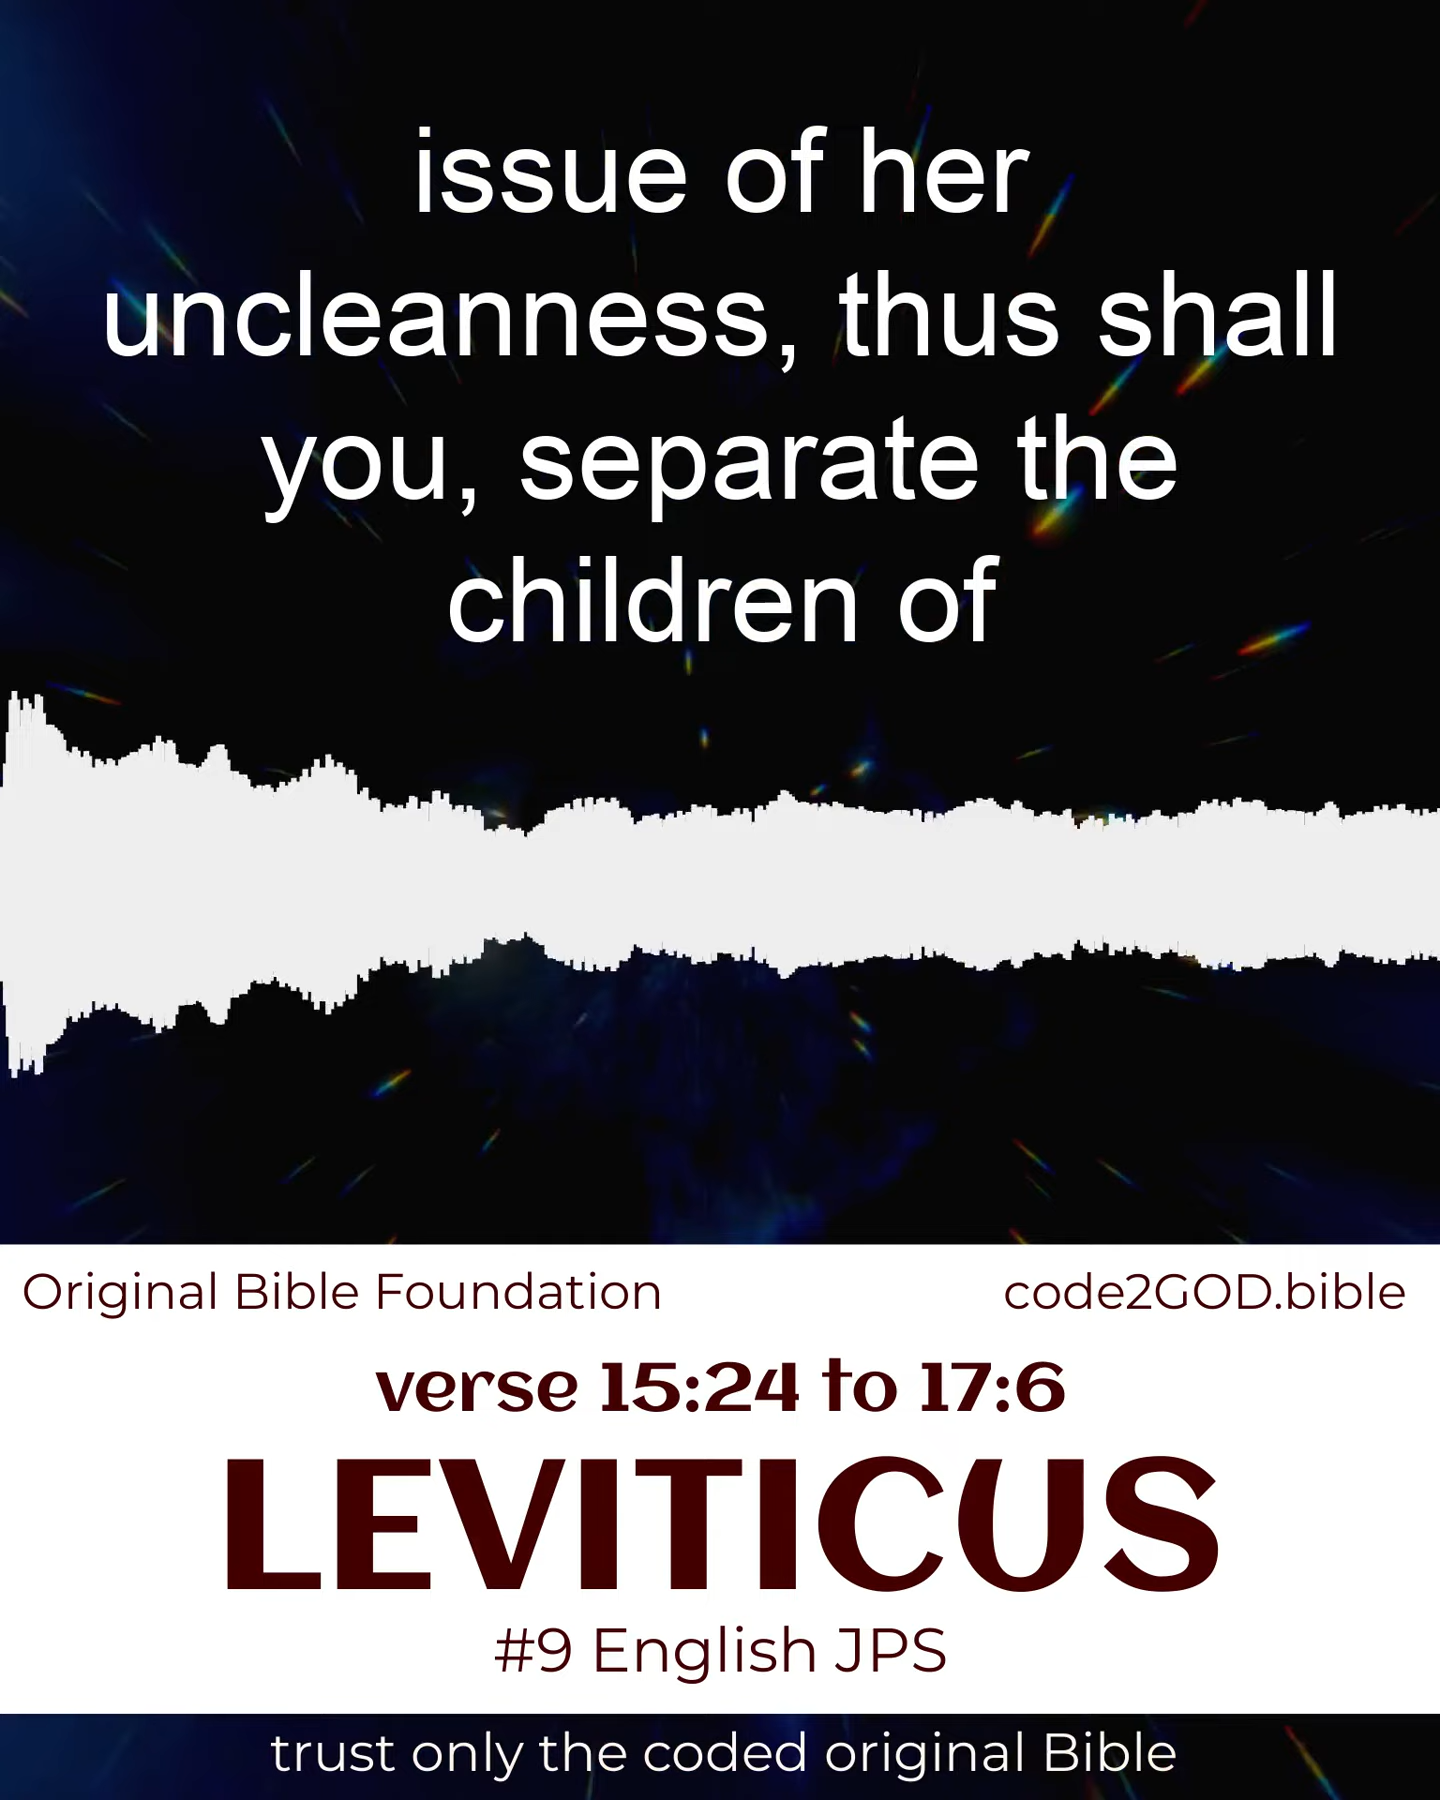 issue of her
uncleanness, thus shall
you, separate the
children of
Original Bible Foundation
code2GOD.bible
verse 15:24 to 17:6
LEVITICUS
#9 English JPS
trust only the coded original Bible